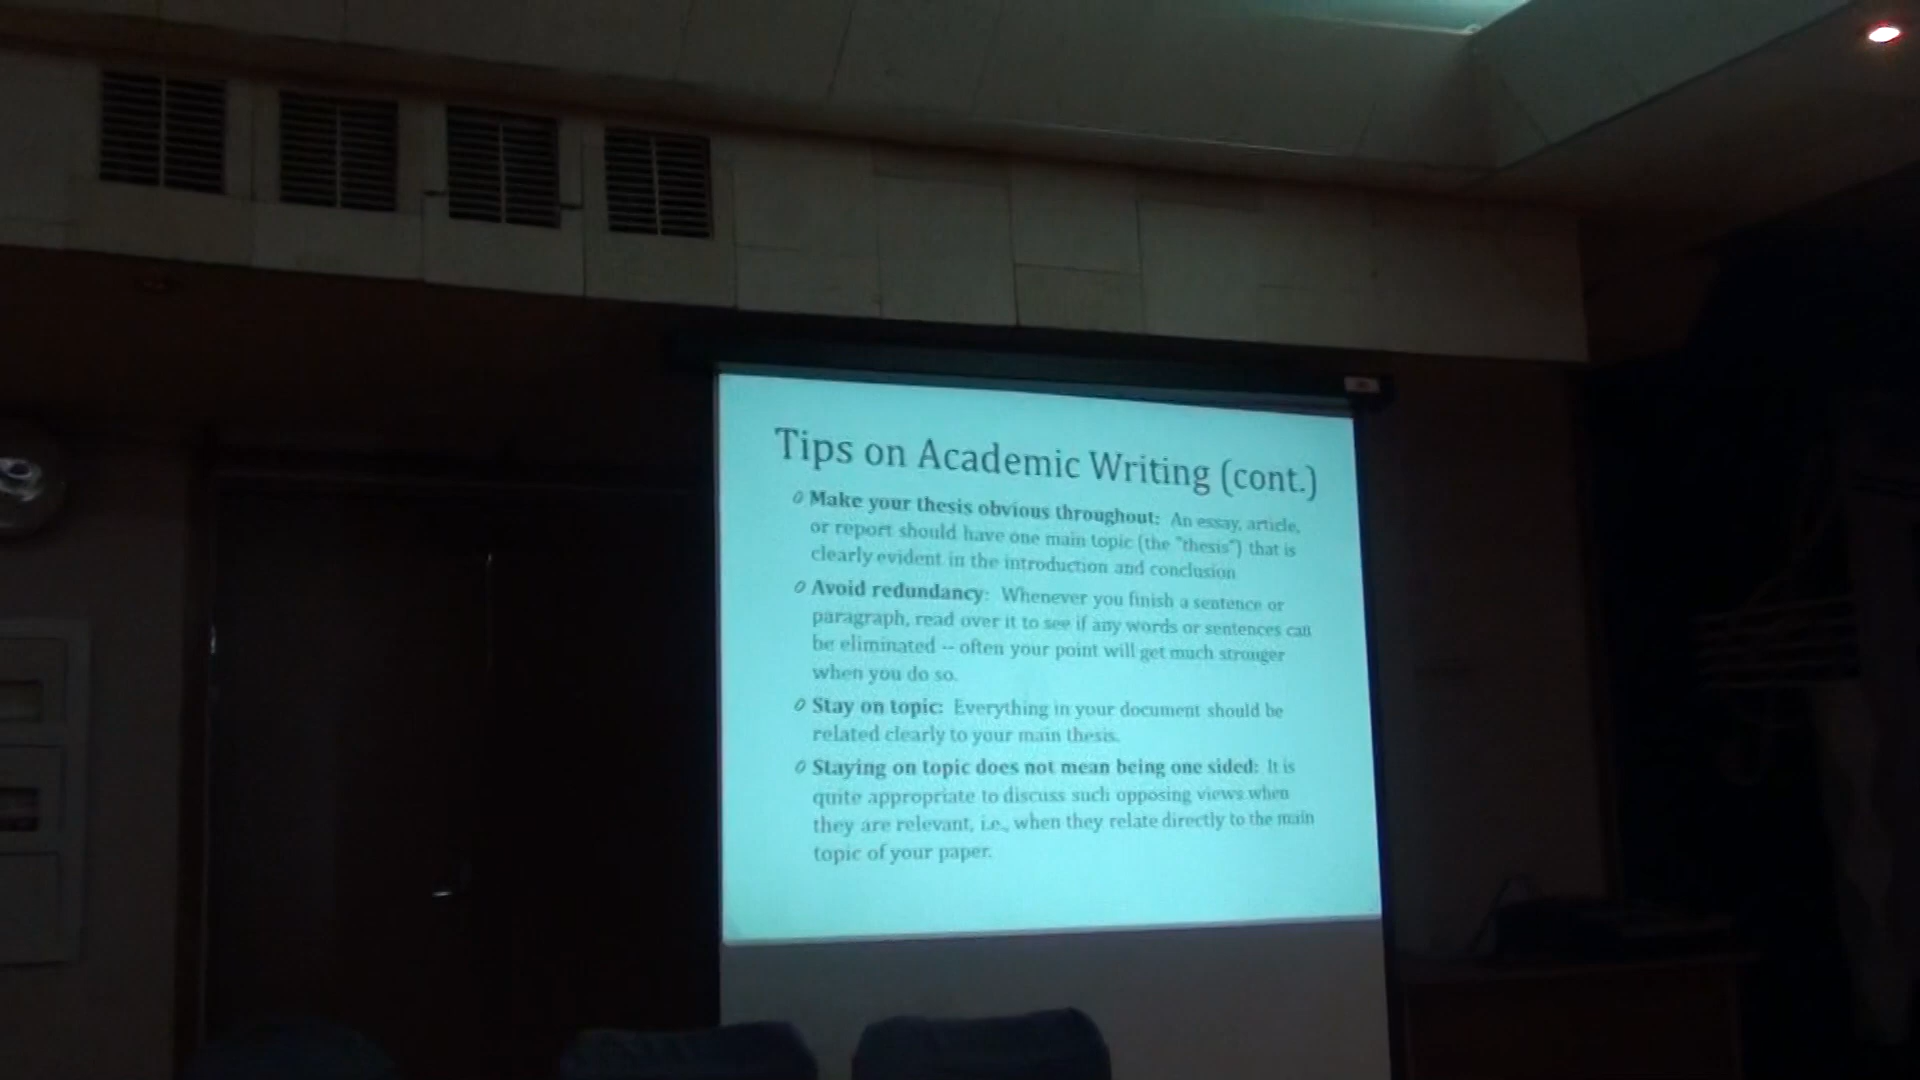 Tips on Academic Writing (cont.)
Make your thesis obvious throughout: An essay, article,
or report should have one main topic (the "thesis") that is
clearly evident in the introduction and conclusion
Avoid redundancy: Whenever you finish a sentence or
paragraph, read over it to see if any words or sentences can
be eliminated -- often your point will get much stronger
when you do so.
Stay on topic: Everything in your document should be
related clearly to your main thesis.
Staying on topic does not mean being one sided: It is
quite appropriate to discuss such opposing views when
they are relevant, i.e., when they relate directly to the main
topic of your paper.